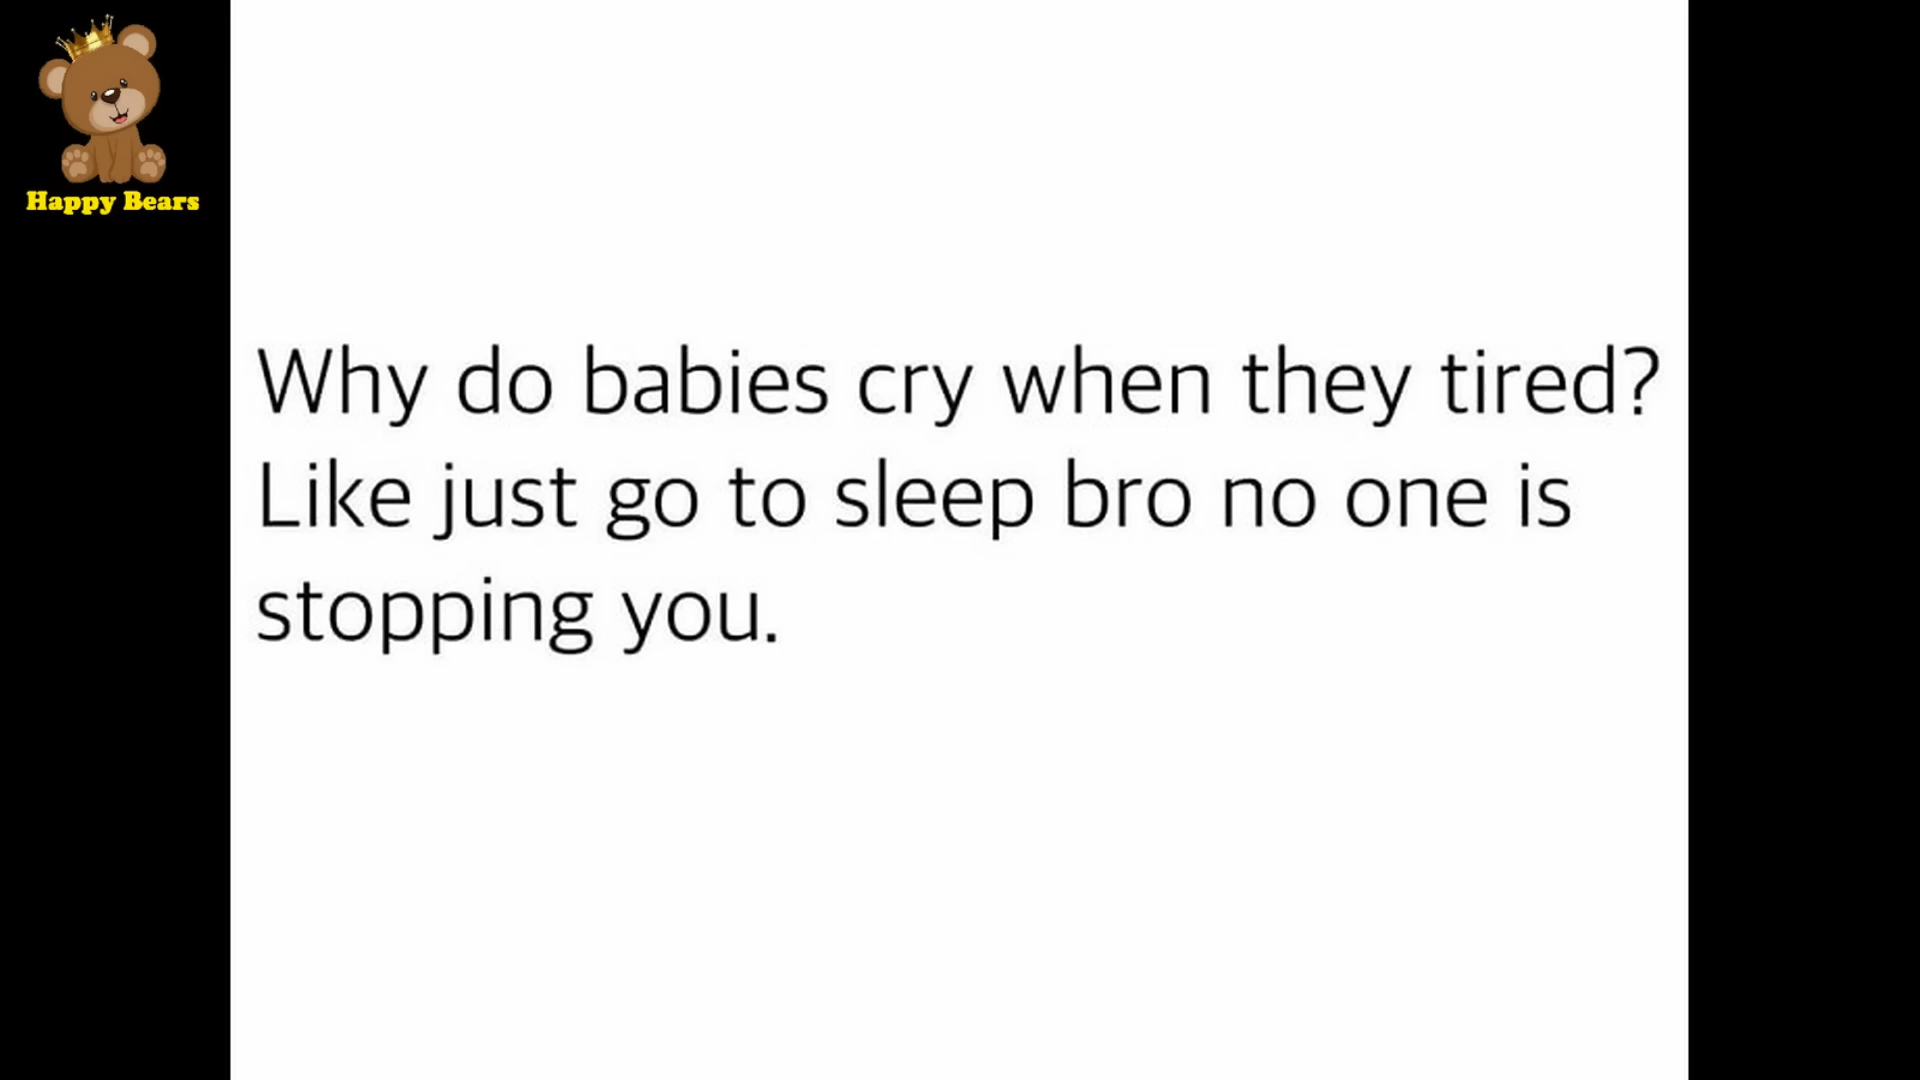 Happy Bears
Why do babies cry when they tired?
Like just go to sleep bro no one is
stopping you.